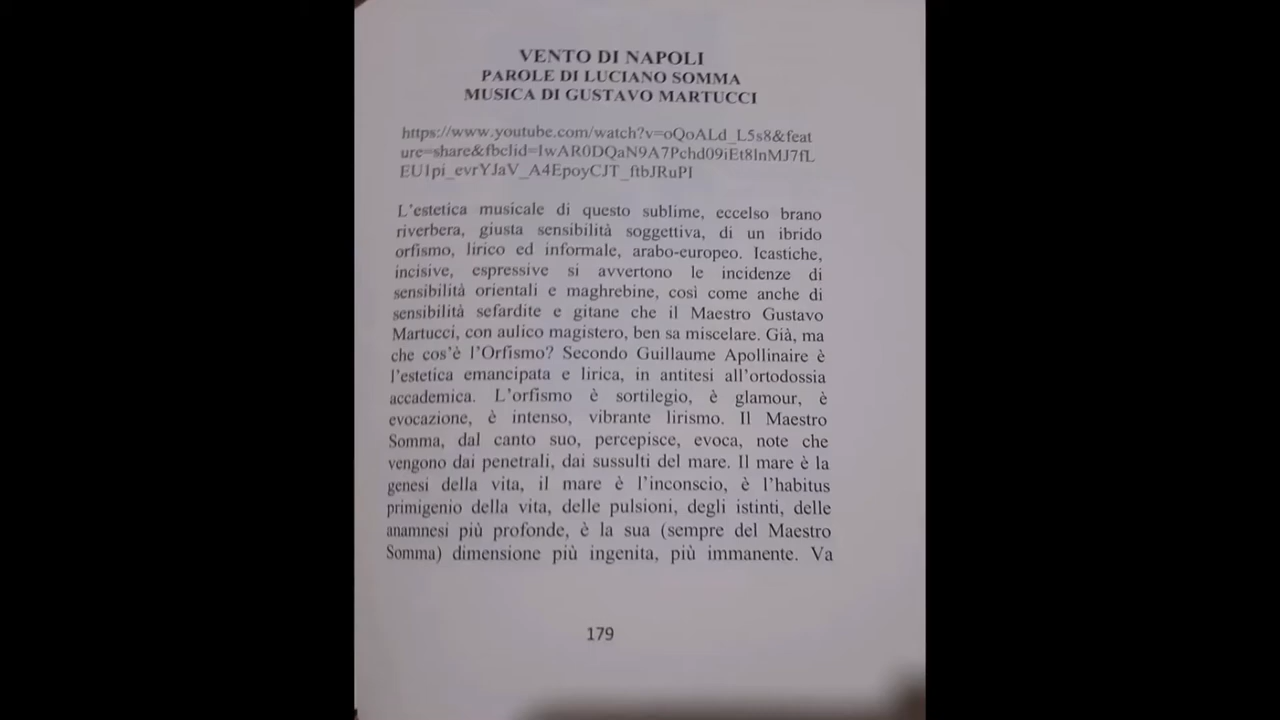 VENTO DI NAPOLI
PAROLE DI LUCIANO SOMMA
MUSICA DI GUSTAVO MARTUCCI
https://www.youtube.com/watch?v=oQoALd_L5s8&feat
ure=share&fbclid=IwAR0DQaN9A7Pchd09iEt8lnMJ7fL
EU1pi_evrYJaV_A4EpoyCJT_ftbJRuPI
L’estetica musicale di questo sublime, eccelso brano
riverbera, giusta sensibilità soggettiva, di un ibrido
orfismo, lirico ed informale, arabo-europeo. Icastiche,
incisive, espressive si avvertono le incidenze di
sensibilità orientali e maghrebine, così come anche di
sensibilità sefardite e gitane che il Maestro Gustavo
Martucci, con aulico magistero, ben sa miscelare. Già, ma
che cos’è l’Orfismo? Secondo Guillaume Apollinaire è
l’estetica emancipata e lirica, in antitesi all’ortodossia
accademica. L’orfismo è sortilegio, è glamour, è
evocazione, è intenso, vibrante lirismo. Il Maestro
Somma, dal canto suo, percepisce, evoca, note che
vengono dai penetrali, dai sussulti del mare. Il mare è la
genesi della vita, il mare è l’inconscio, è l’habitus
primigenio della vita, delle pulsioni, degli istinti, delle
anamnesi più profonde, è la sua (sempre del Maestro
Somma) dimensione più ingenita, più immanente. Va
179